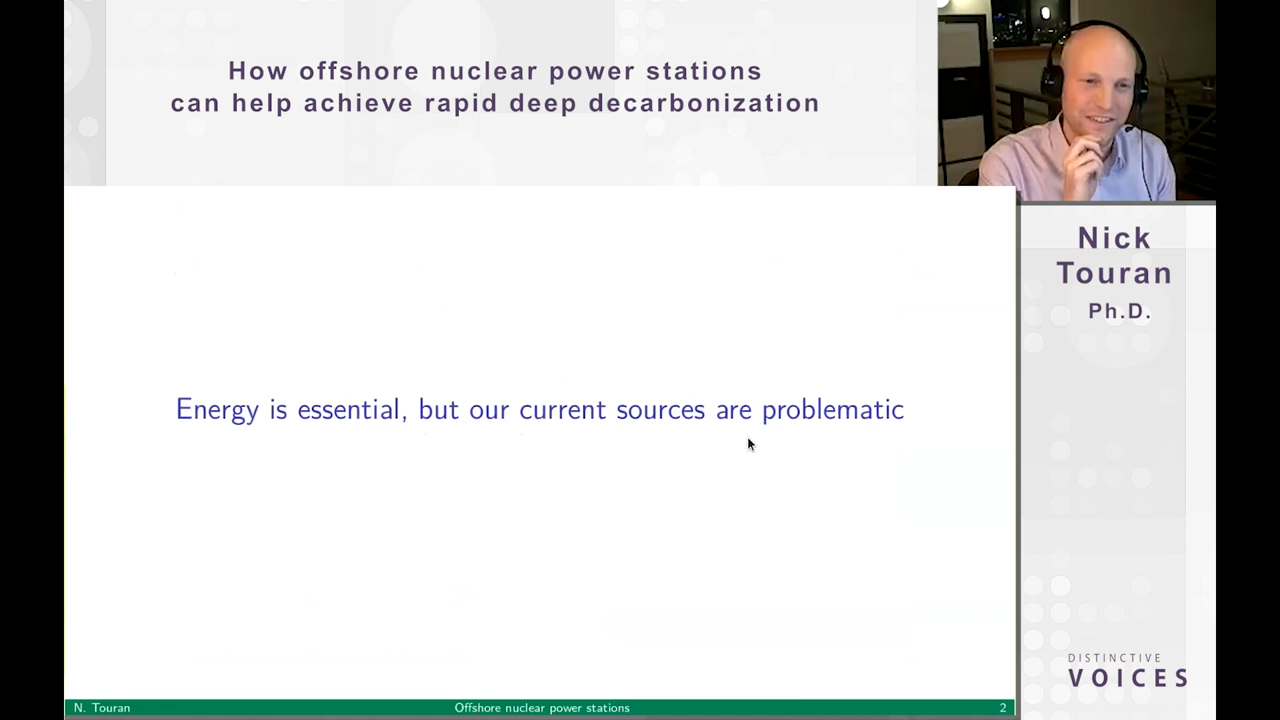 How offshore nuclear power stations
can help achieve rapid deep decarbonization
Nick
Touran
Ph.D.
Energy is essential, but our current sources are problematic
DISTINCTIVE
VOICES
N. Touran
Offshore nuclear power stations
2